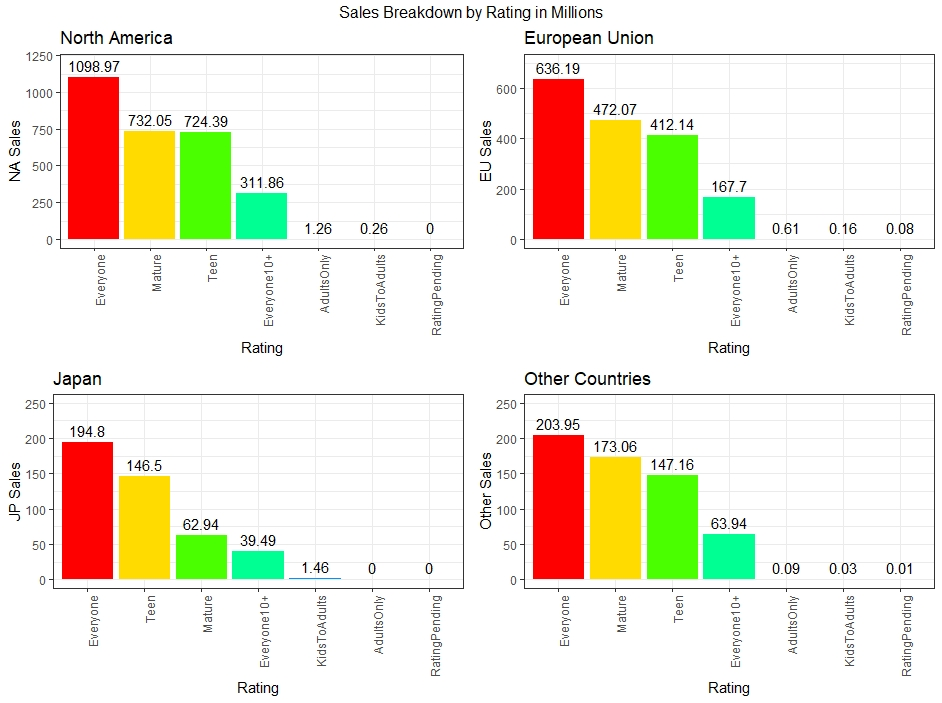 Sales Breakdown by Rating in Millions
North America
1250
1000
750
500
250
0
NA Sales
1098.97
732.05
724.39
311.86
1.26
0.26
0
Everyone
Mature
Teen
Everyone10+
AdultsOnly
KidsToAdults
RatingPending
Rating
European Union
600
400
200
0
EU Sales
636.19
472.07
412.14
167.7
0.61
0.16
0.08
Everyone
Mature
Teen
Everyone10+
AdultsOnly
KidsToAdults
RatingPending
Rating
Japan
250
200
150
100
50
0
JP Sales
194.8
146.5
62.94
39.49
1.46
0
0
Everyone
Teen
Mature
Everyone10+
KidsToAdults
AdultsOnly
RatingPending
Rating
Other Countries
250
200
150
100
50
0
Other Sales
203.95
173.06
147.16
63.94
0.09
0.03
0.01
Everyone
Mature
Teen
Everyone10+
AdultsOnly
KidsToAdults
RatingPending
Rating